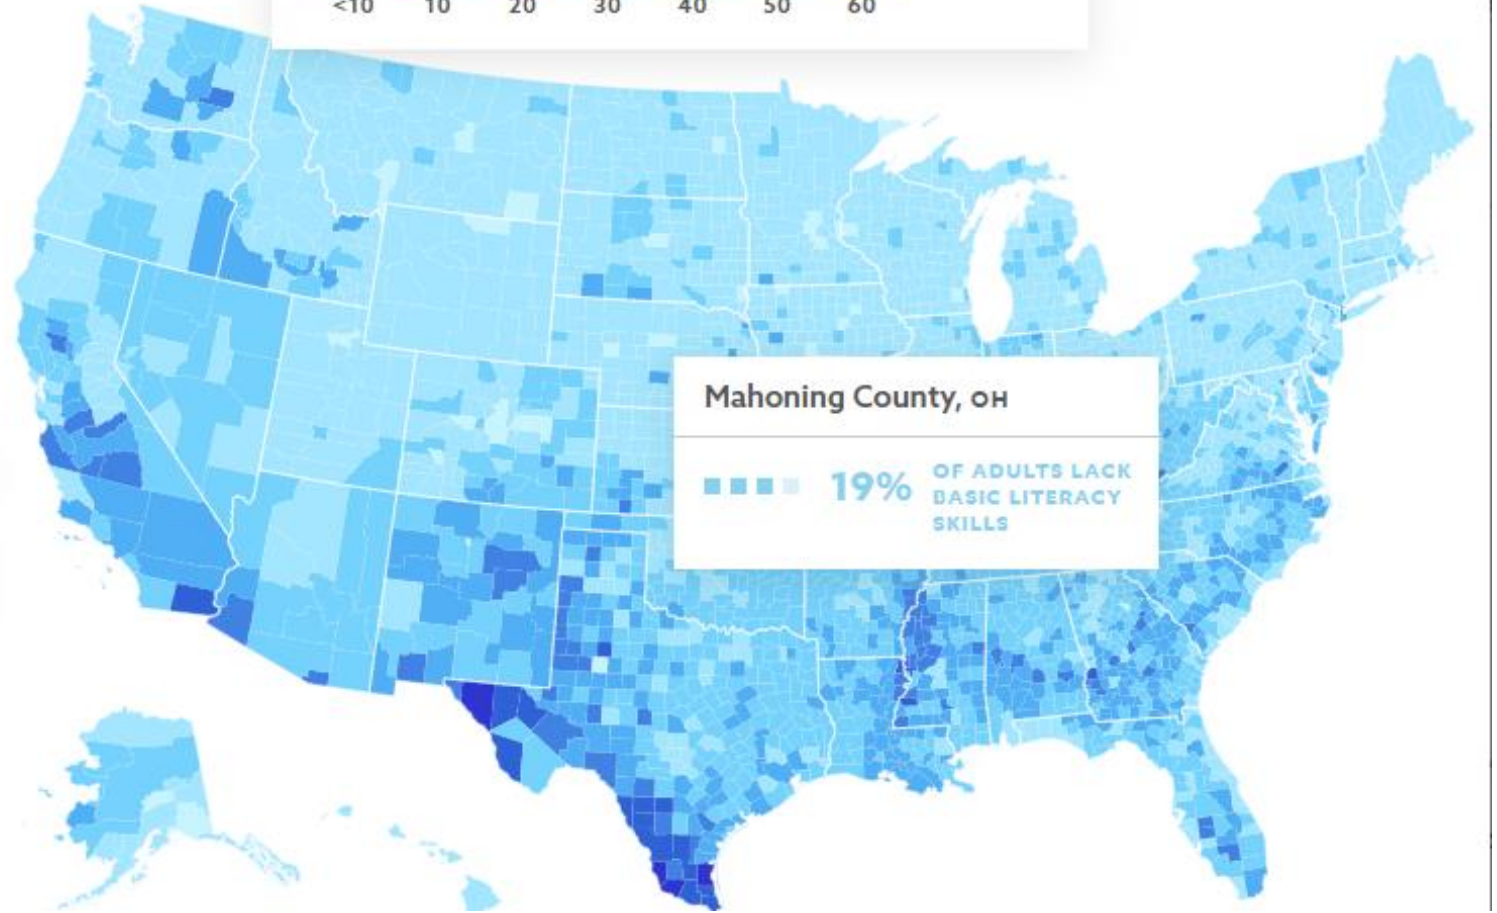 <10 10 20 30 40 50 60
Mahoning County, OH
19% OF ADULTS LACK
BASIC LITERACY
SKILLS